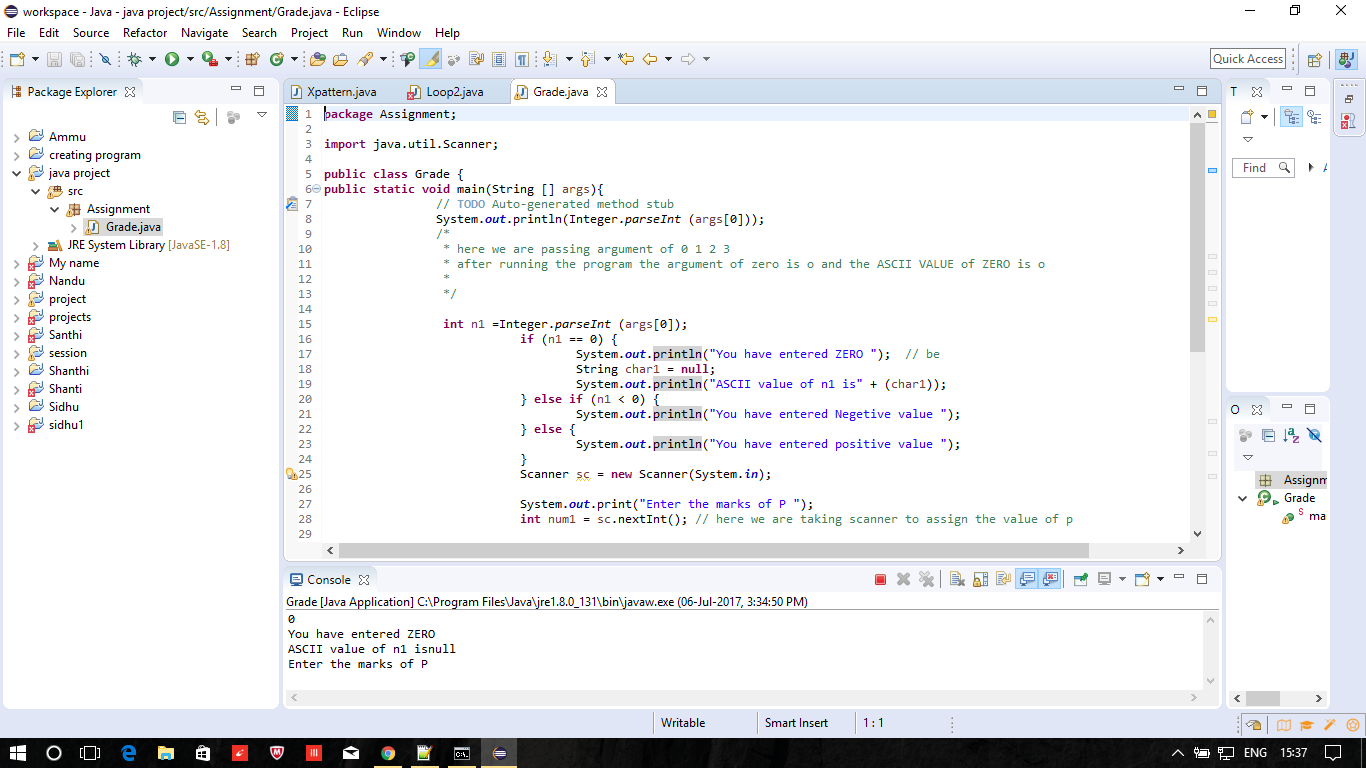 workspace - Java - java project/src/Assignment/Grade.java - Eclipse
File Edit Source Refactor Navigate Search Project Run Window Help
Quick Access
Package Explorer
Ammu
creating program
java project
src
Assignment
Grade.java
JRE System Library [JavaSE-1.8]
My name
Nandu
project
projects
Santhi
session
Shanthi
Shanti
Sidhu
sidhu1
Xpattern.java Loop2.java Grade.java
1 package Assignment;
2
3 import java.util.Scanner;
4
5 public class Grade {
6 public static void main(String [] args){
7 // TODO Auto-generated method stub
8 System.out.println(Integer.parseInt (args[0]));
9 /*
10 * here we are passing argument of 0 1 2 3
11 * after running the program the argument of zero is o and the ASCII VALUE of ZERO is o
12 *
13 */
14
15 int n1 =Integer.parseInt (args[0]);
16 if (n1 == 0) {
17 System.out.println("You have entered ZERO "); // be
18 String char1 = null;
19 System.out.println("ASCII value of n1 is" + (char1));
20 } else if (n1 < 0) {
21 System.out.println("You have entered Negetive value ");
22 } else {
23 System.out.println("You have entered positive value ");
24 }
25 Scanner sc = new Scanner(System.in);
26
27 System.out.print("Enter the marks of P ");
28 int num1 = sc.nextInt(); // here we are taking scanner to assign the value of p
29
T
Find A
O
Assignm
Grade
S ma
Console
Grade [Java Application] C:\Program Files\Java\jre1.8.0_131\bin\javaw.exe (06-Jul-2017, 3:34:50 PM)
0
You have entered ZERO
ASCII value of n1 isnull
Enter the marks of P
Writable Smart Insert 1 : 1
ENG 15:37